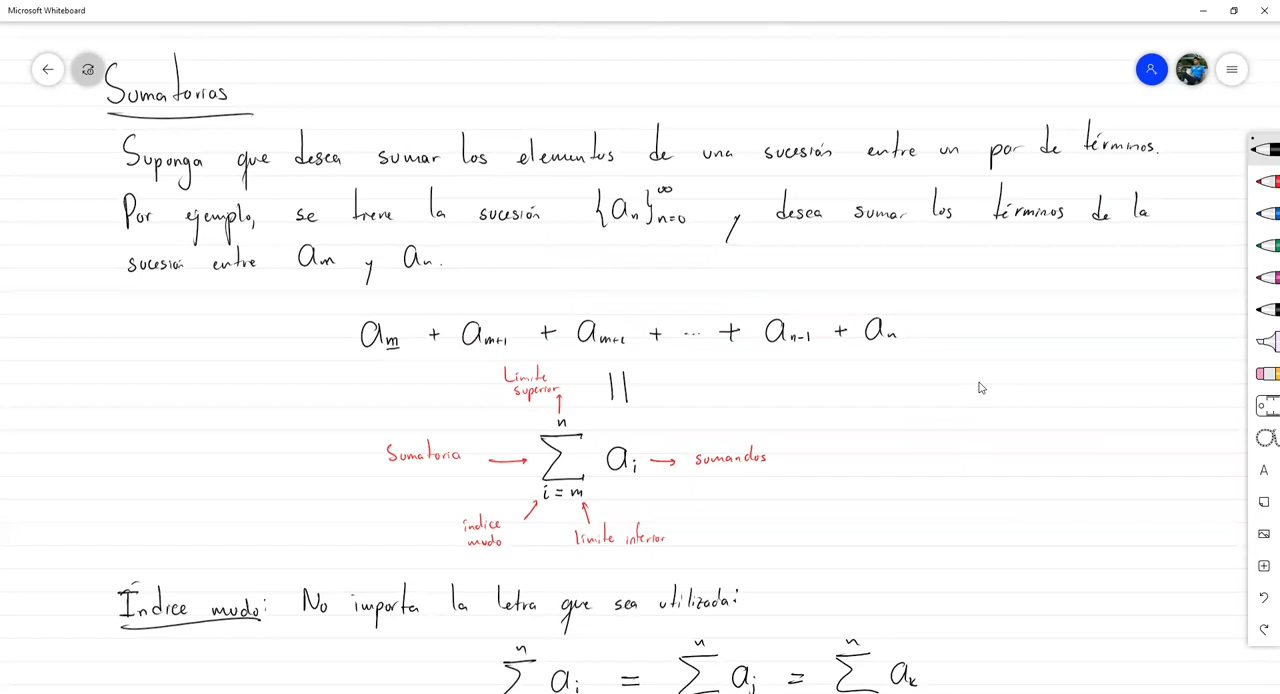 Microsoft Whiteboard
Sumatorias
Suponga que desea sumar los elementos de una sucesión entre un par de términos.
Por ejemplo, se tiene la sucesión {aₙ}ₙ₌₀^∞ y desea sumar los términos de la
sucesión entre aₘ y aₙ.
aₘ + aₘ₊₁ + aₘ₊₂ + ... + aₙ₋₁ + aₙ
Límite
superior
||
n
Sumatoria → ∑ aᵢ → sumandos
i = m
índice
mudo
límite inferior
Índice mudo: No importa la letra que sea utilizada:
n n n
∑ aᵢ = ∑ aⱼ = ∑ aₖ